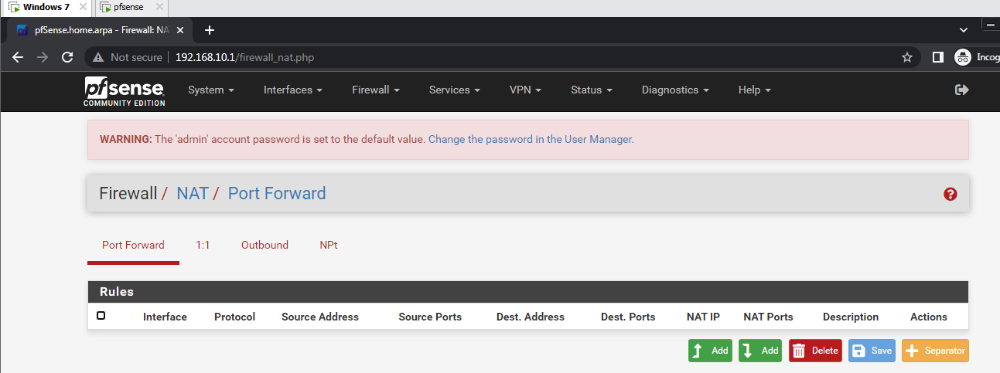 Windows 7 pfsense
pfSense.home.arpa - Firewall: NA
Not secure 192.168.10.1/firewall_nat.php Incog
pfsense System Interfaces Firewall Services VPN Status Diagnostics Help
COMMUNITY EDITION
WARNING: The 'admin' account password is set to the default value. Change the password in the User Manager.
Firewall / NAT / Port Forward
Port Forward 1:1 Outbound NPt
Rules
Interface Protocol Source Address Source Ports Dest. Address Dest. Ports NAT IP NAT Ports Description Actions
Add Add Delete Save Separator